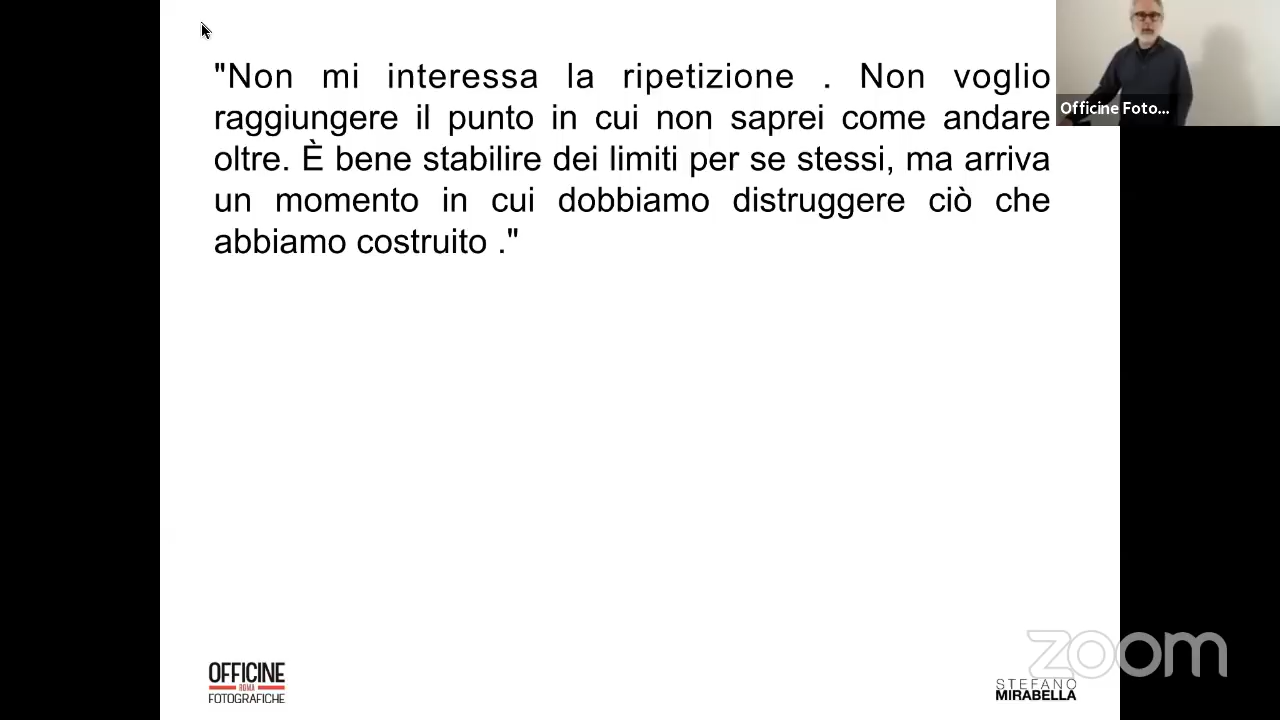 "Non mi interessa la ripetizione . Non voglio
raggiungere il punto in cui non saprei come andare
oltre. È bene stabilire dei limiti per se stessi, ma arriva
un momento in cui dobbiamo distruggere ciò che
abbiamo costruito ."
Officine Foto...
OFFICINE
ROMA
FOTOGRAFICHE
zoom
STEFANO
MIRABELLA